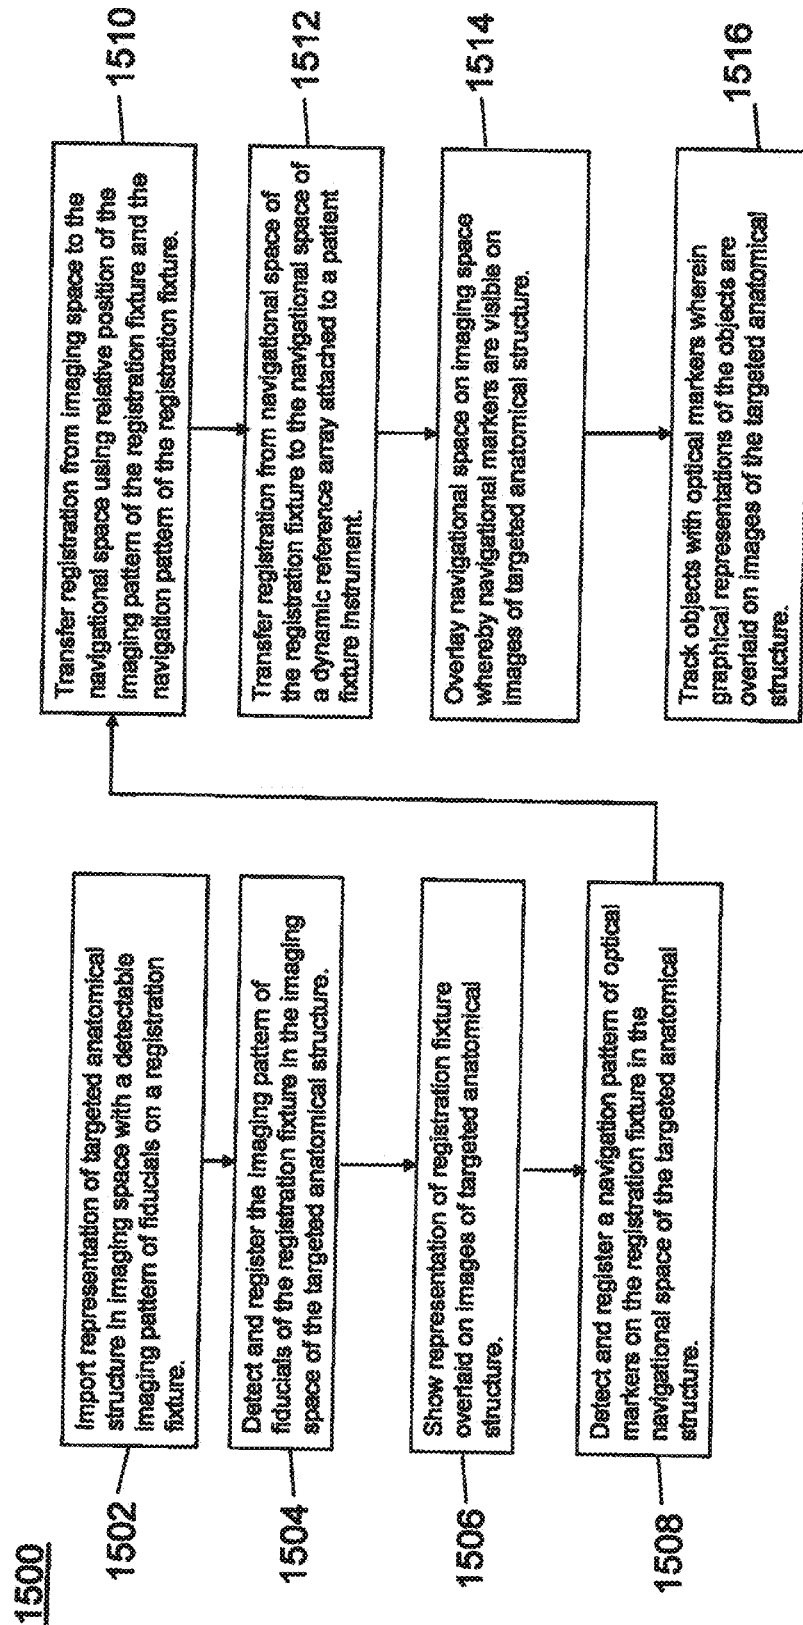 1500
1502
Import representation of targeted anatomical
structure in imaging space with a detectable
imaging pattern of fiducials on a registration
fixture.
1504
Detect and register the imaging pattern of
fiducials of the registration fixture in the imaging
space of the targeted anatomical structure.
1506
Show representation of registration fixture
overlaid on images of targeted anatomical
structure.
1508
Detect and register a navigation pattern of optical
markers on the registration fixture in the
navigational space of the targeted anatomical
structure.
Transfer registration from imaging space to the
navigational space using relative position of the
imaging pattern of the registration fixture and the
navigation pattern of the registration fixture.
1510
Transfer registration from navigational space of
the registration fixture to the navigational space of
a dynamic reference array attached to a patient
fixture instrument.
1512
Overlay navigational space on imaging space
whereby navigational markers are visible on
images of targeted anatomical structure.
1514
Track objects with optical markers wherein
graphical representations of the objects are
overlaid on images of the targeted anatomical
structure.
1516